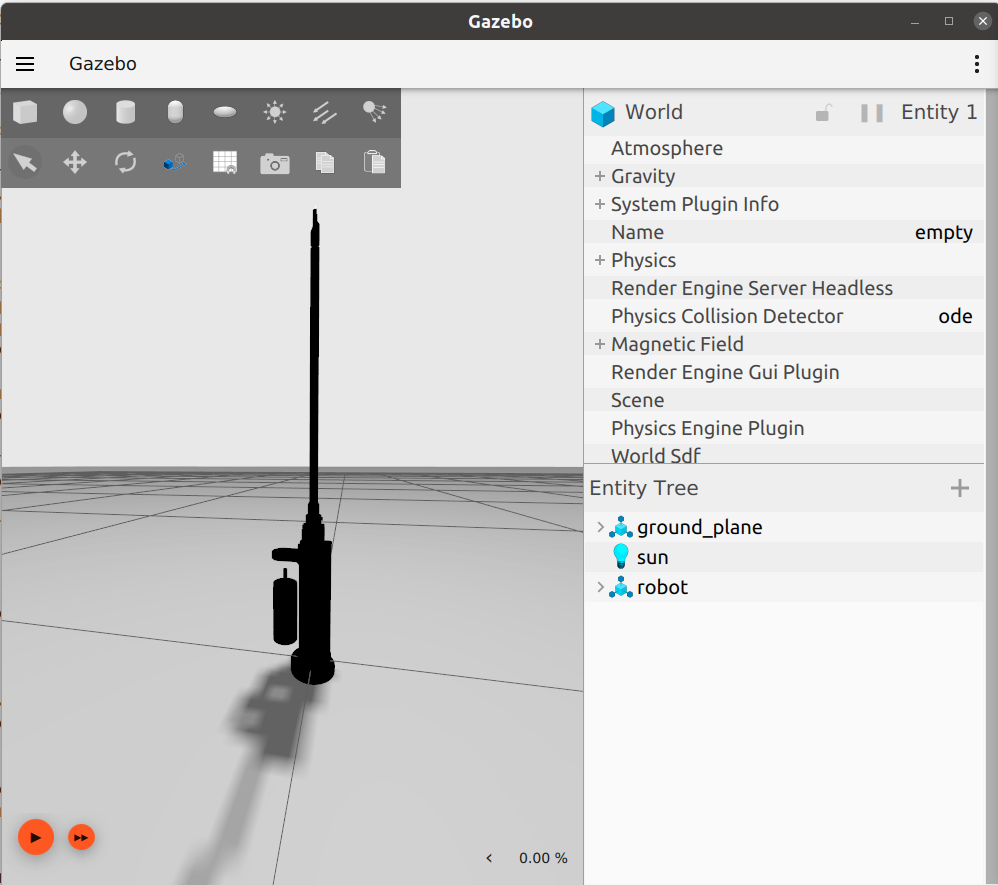 Gazebo
Gazebo
World Entity 1
Atmosphere
+ Gravity
+ System Plugin Info
Name empty
+ Physics
Render Engine Server Headless
Physics Collision Detector ode
+ Magnetic Field
Render Engine Gui Plugin
Scene
Physics Engine Plugin
World Sdf
Entity Tree +
ground_plane
sun
robot
0.00 %